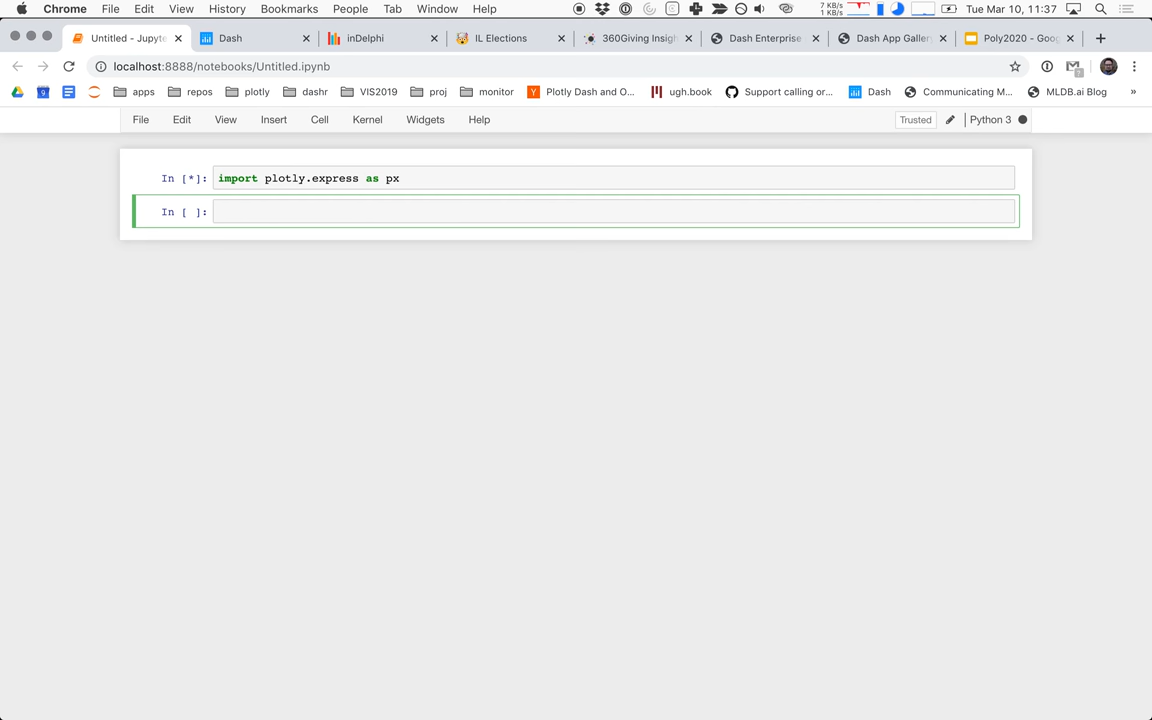 Chrome File Edit View History Bookmarks People Tab Window Help 7 KB/s 1 KB/s Tue Mar 10, 11:37
Untitled - Jupyte Dash inDelphi IL Elections 360Giving Insigh Dash Enterprise Dash App Gallery Poly2020 - Goog
localhost:8888/notebooks/Untitled.ipynb
apps repos plotly dashr VIS2019 proj monitor Plotly Dash and O... ugh.book Support calling or... Dash Communicating M... MLDB.ai Blog »
File Edit View Insert Cell Kernel Widgets Help Trusted Python 3
In [*]: import plotly.express as px
In [ ]: